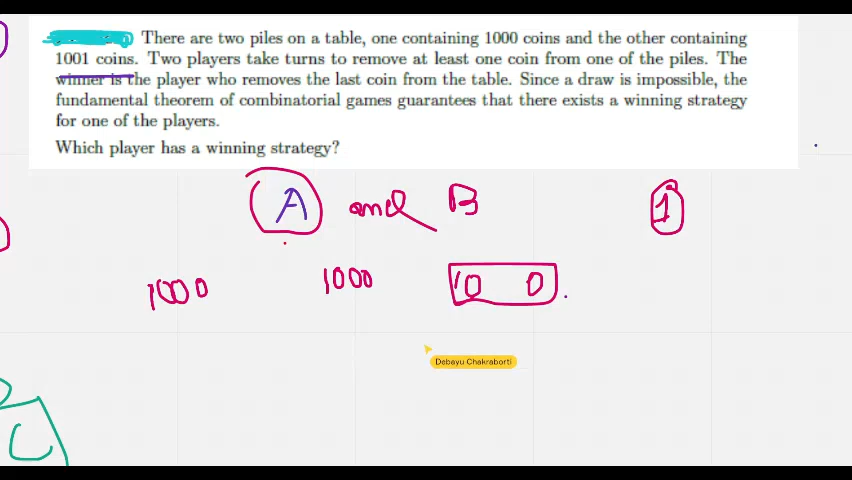 There are two piles on a table, one containing 1000 coins and the other containing
1001 coins. Two players take turns to remove at least one coin from one of the piles. The
winner is the player who removes the last coin from the table. Since a draw is impossible, the
fundamental theorem of combinatorial games guarantees that there exists a winning strategy
for one of the players.
Which player has a winning strategy?
A and B 1
1000 1000 10 0
Debayu Chakraborti
C